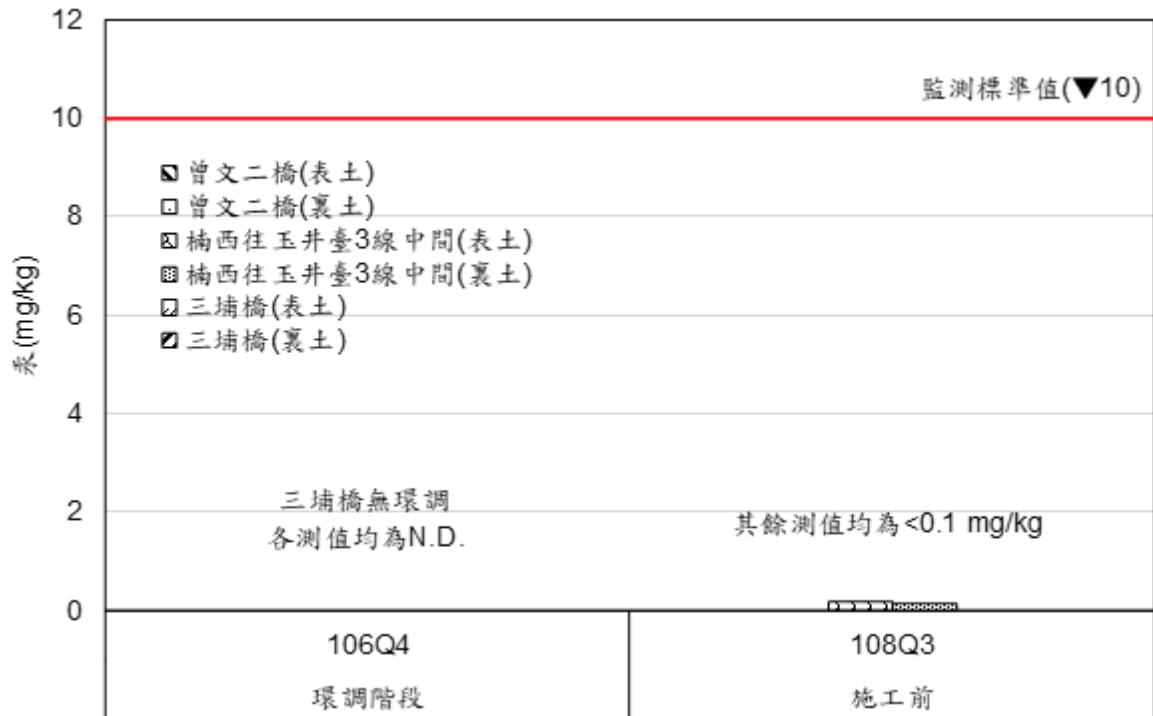 12
監測標準值(▼10)
10
曾文二橋(表土)
8
曾文二橋(裏土)
楠西往玉井臺3線中間(表土)
楠西往玉井臺3線中間(裏土)
6
三埔橋(表土)
三埔橋(裏土)
汞(mg/kg)
4
2
三埔橋無環調
各測值均為N.D.
其餘測值均為<0.1 mg/kg
0
106Q4
108Q3
環調階段
施工前